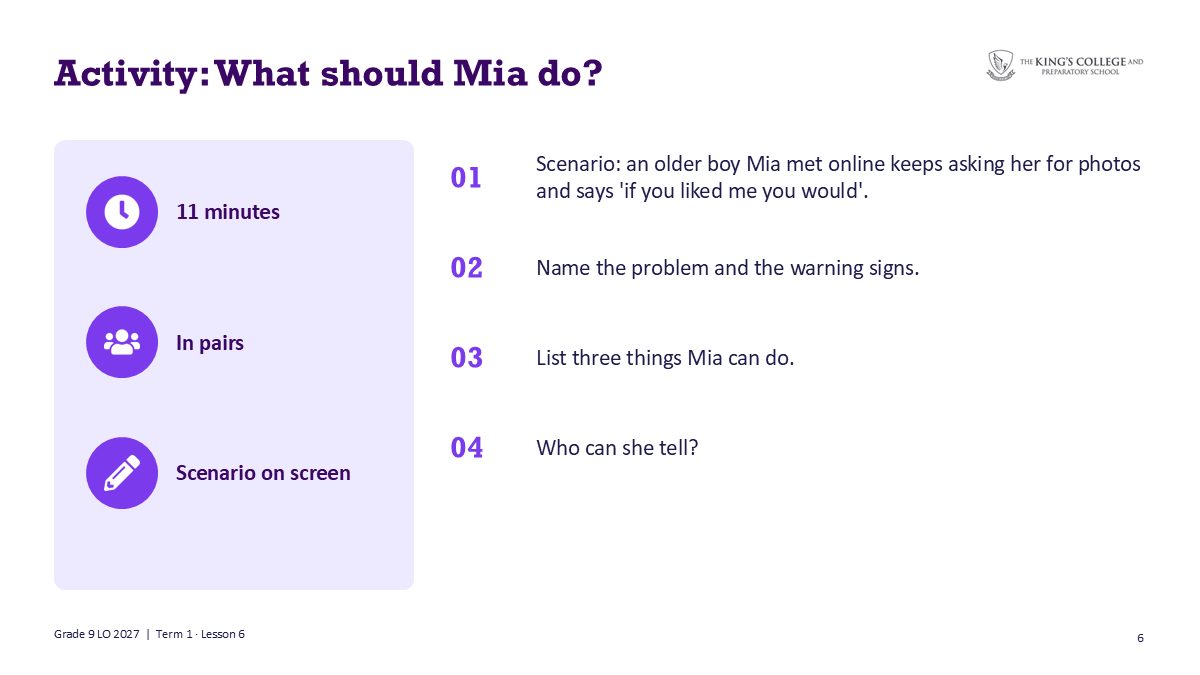 Activity: What should Mia do?
THE KING'S COLLEGE AND
PREPARATORY SCHOOL
11 minutes
In pairs
Scenario on screen
01
Scenario: an older boy Mia met online keeps asking her for photos
and says 'if you liked me you would'.
02
Name the problem and the warning signs.
03
List three things Mia can do.
04
Who can she tell?
Grade 9 LO 2027 | Term 1 · Lesson 6
6